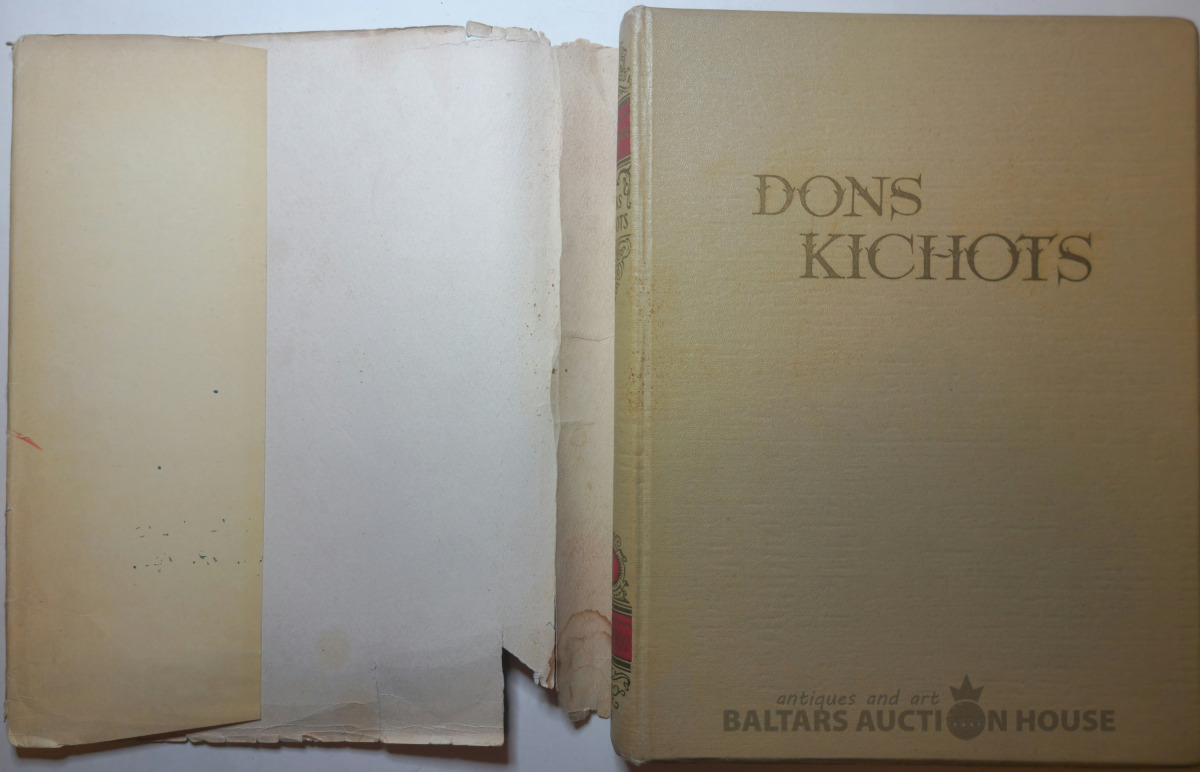 DONS
KICHOTS
antiques and art
BALTARS AUCTION HOUSE